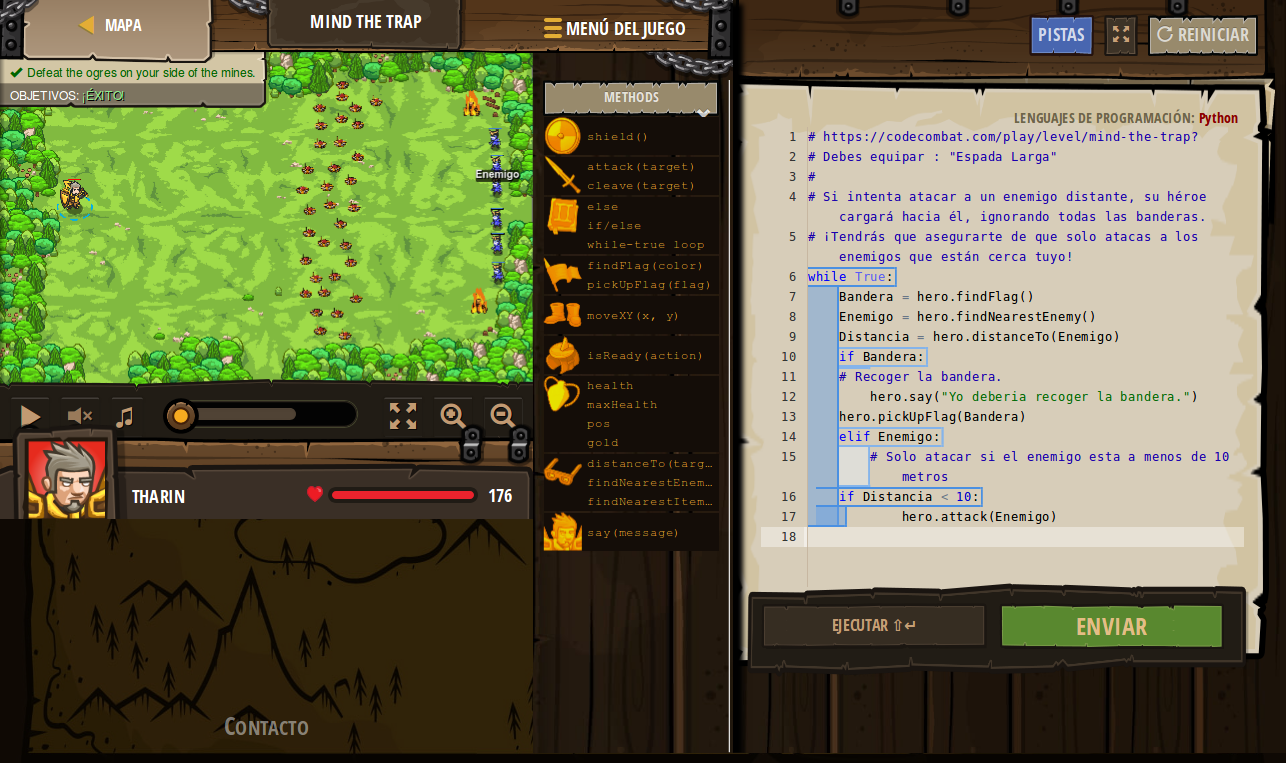 MAPA
MIND THE TRAP
MENÚ DEL JUEGO
PISTAS
REINICIAR
Defeat the ogres on your side of the mines.
OBJETIVOS: ¡ÉXITO!
Enemigo
METHODS
shield()
attack(target)
cleave(target)
else
if/else
while-true loop
findFlag(color)
pickUpFlag(flag)
moveXY(x, y)
isReady(action)
health
maxHealth
pos
gold
distanceTo(targ…
findNearestEnem…
findNearestItem…
say(message)
THARIN
176
CONTACTO
LENGUAJES DE PROGRAMACIÓN: Python
1 # https://codecombat.com/play/level/mind-the-trap?
2 # Debes equipar : "Espada Larga"
3 #
4 # Si intenta atacar a un enemigo distante, su héroe
cargará hacia él, ignorando todas las banderas.
5 # ¡Tendrás que asegurarte de que solo atacas a los
enemigos que están cerca tuyo!
6 while True:
7 Bandera = hero.findFlag()
8 Enemigo = hero.findNearestEnemy()
9 Distancia = hero.distanceTo(Enemigo)
10 if Bandera:
11 # Recoger la bandera.
12 hero.say("Yo deberia recoger la bandera.")
13 hero.pickUpFlag(Bandera)
14 elif Enemigo:
15 # Solo atacar si el enemigo esta a menos de 10
metros
16 if Distancia < 10:
17 hero.attack(Enemigo)
18
EJECUTAR ⇧↵
ENVIAR